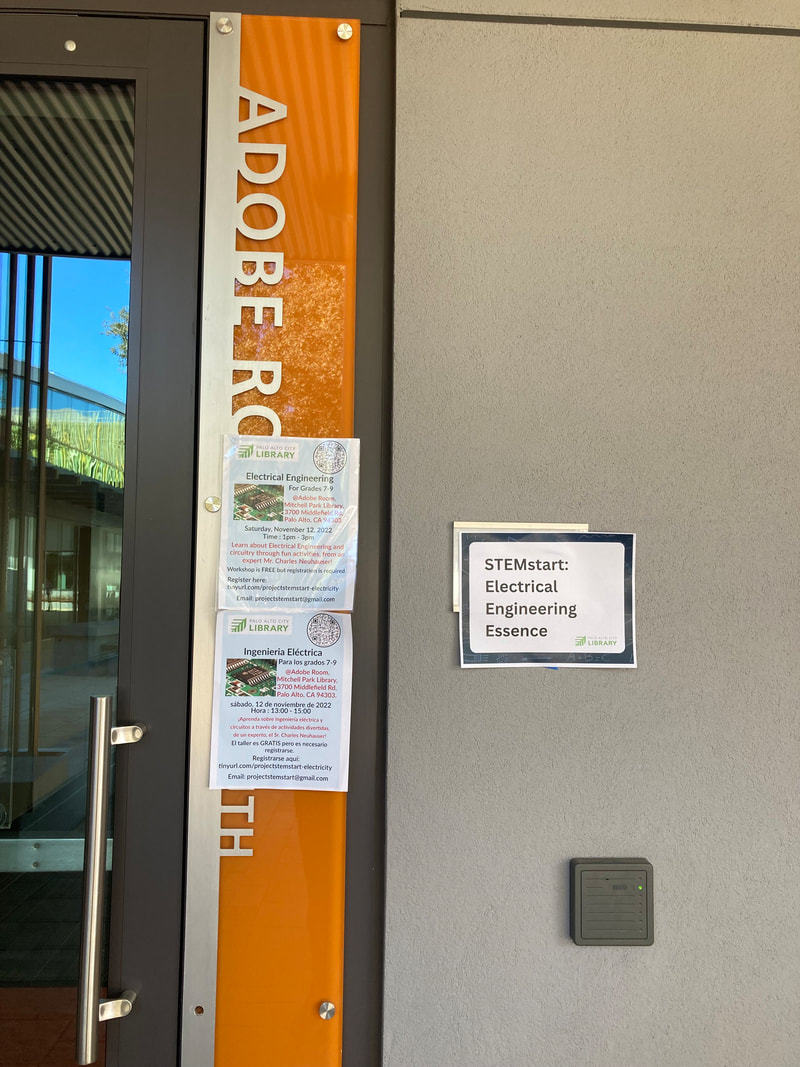 ADOBE RO
TH
PALO ALTO CITY
LIBRARY
Electrical Engineering
For Grades 7-9
@Adobe Room,
Mitchell Park Library,
3700 Middlefield Rd,
Palo Alto, CA 94303
Saturday, November 12, 2022
Time : 1pm - 3pm
Learn about Electrical Engineering and
circuitry through fun activities, from an
expert Mr. Charles Neuhauser!
Workshop is FREE but registration is required.
Register here:
tinyurl.com/projectstemstart-electricity
Email: projectstemstart@gmail.com
PALO ALTO CITY
LIBRARY
Ingeniería Eléctrica
Para los grados 7-9
@Adobe Room,
Mitchell Park Library,
3700 Middlefield Rd,
Palo Alto, CA 94303.
sábado, 12 de noviembre de 2022
Hora : 13:00 - 15:00
¡Aprenda sobre ingeniería eléctrica y
circuitos a través de actividades divertidas,
de un experto, el Sr. Charles Neuhauser!
El taller es GRATIS pero es necesario
registrarse.
Registrarse aquí:
tinyurl.com/projectstemstart-electricity
Email: projectstemstart@gmail.com
STEMstart:
Electrical
Engineering
Essence
PALO ALTO CITY
LIBRARY